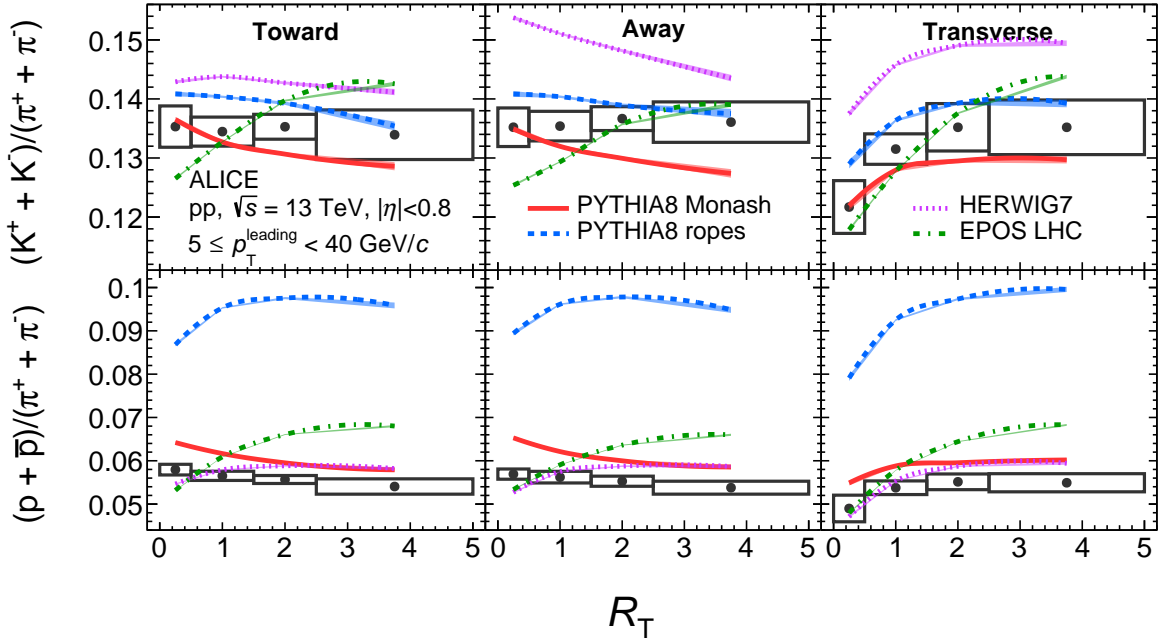 (K⁺ + K⁻)/(π⁺ + π⁻)
0.15
0.14
0.13
0.12
Toward
Away
Transverse
ALICE
pp, √s = 13 TeV, |η|<0.8
5 ≤ p_T^leading < 40 GeV/c
PYTHIA8 Monash
PYTHIA8 ropes
HERWIG7
EPOS LHC
(p + p̅)/(π⁺ + π⁻)
0.1
0.09
0.08
0.07
0.06
0.05
0 1 2 3 4 5
0 1 2 3 4 5
0 1 2 3 4 5
R_T